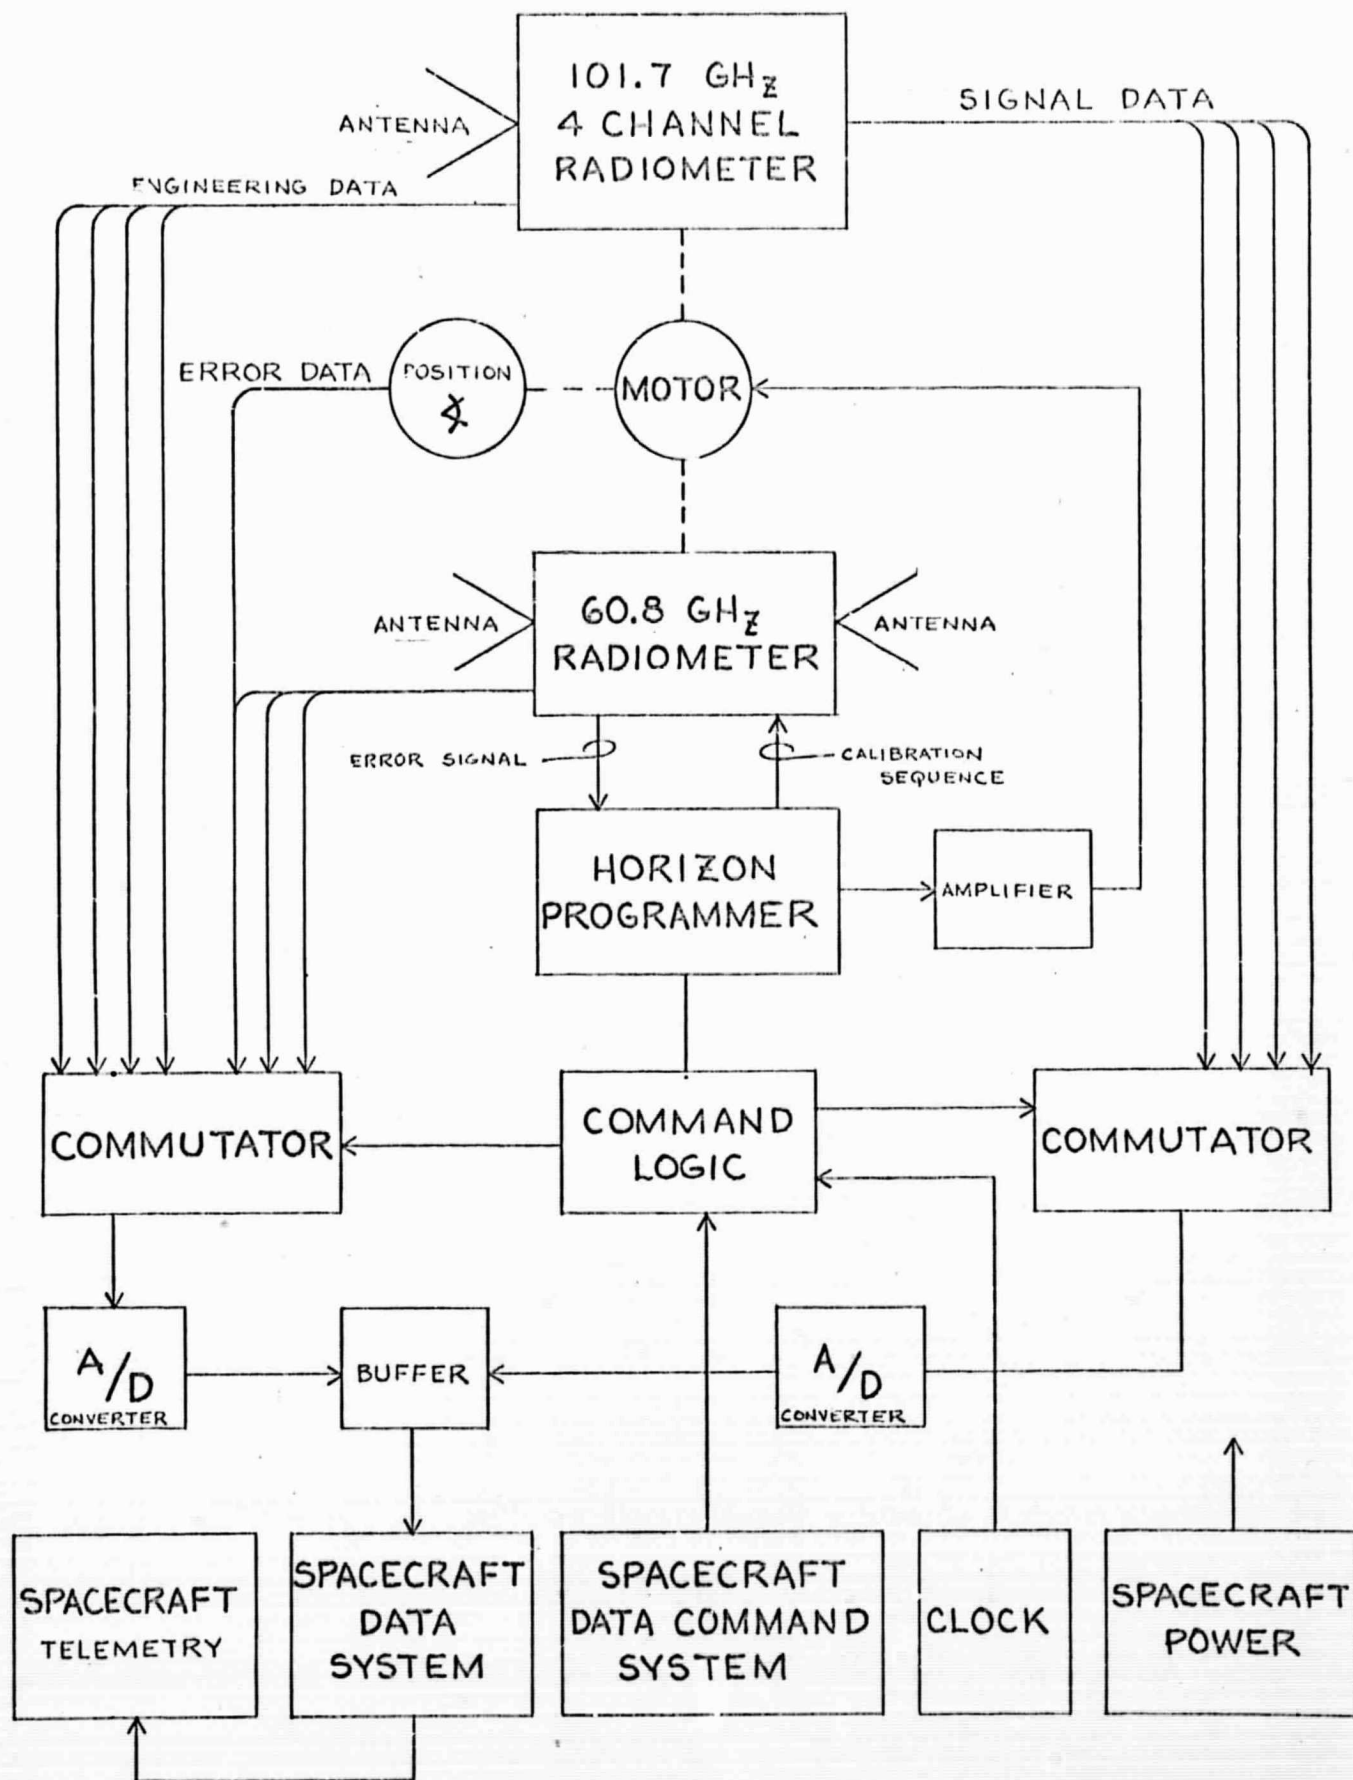 101.7 GHz
4 CHANNEL
RADIOMETER
ANTENNA
SIGNAL DATA
ENGINEERING DATA
ERROR DATA
POSITION
MOTOR
60.8 GHz
RADIOMETER
ANTENNA
ANTENNA
ERROR SIGNAL
CALIBRATION
SEQUENCE
HORIZON
PROGRAMMER
AMPLIFIER
COMMUTATOR
COMMAND
LOGIC
COMMUTATOR
A/D
CONVERTER
BUFFER
A/D
CONVERTER
SPACECRAFT
TELEMETRY
SPACECRAFT
DATA
SYSTEM
SPACECRAFT
DATA COMMAND
SYSTEM
CLOCK
SPACECRAFT
POWER